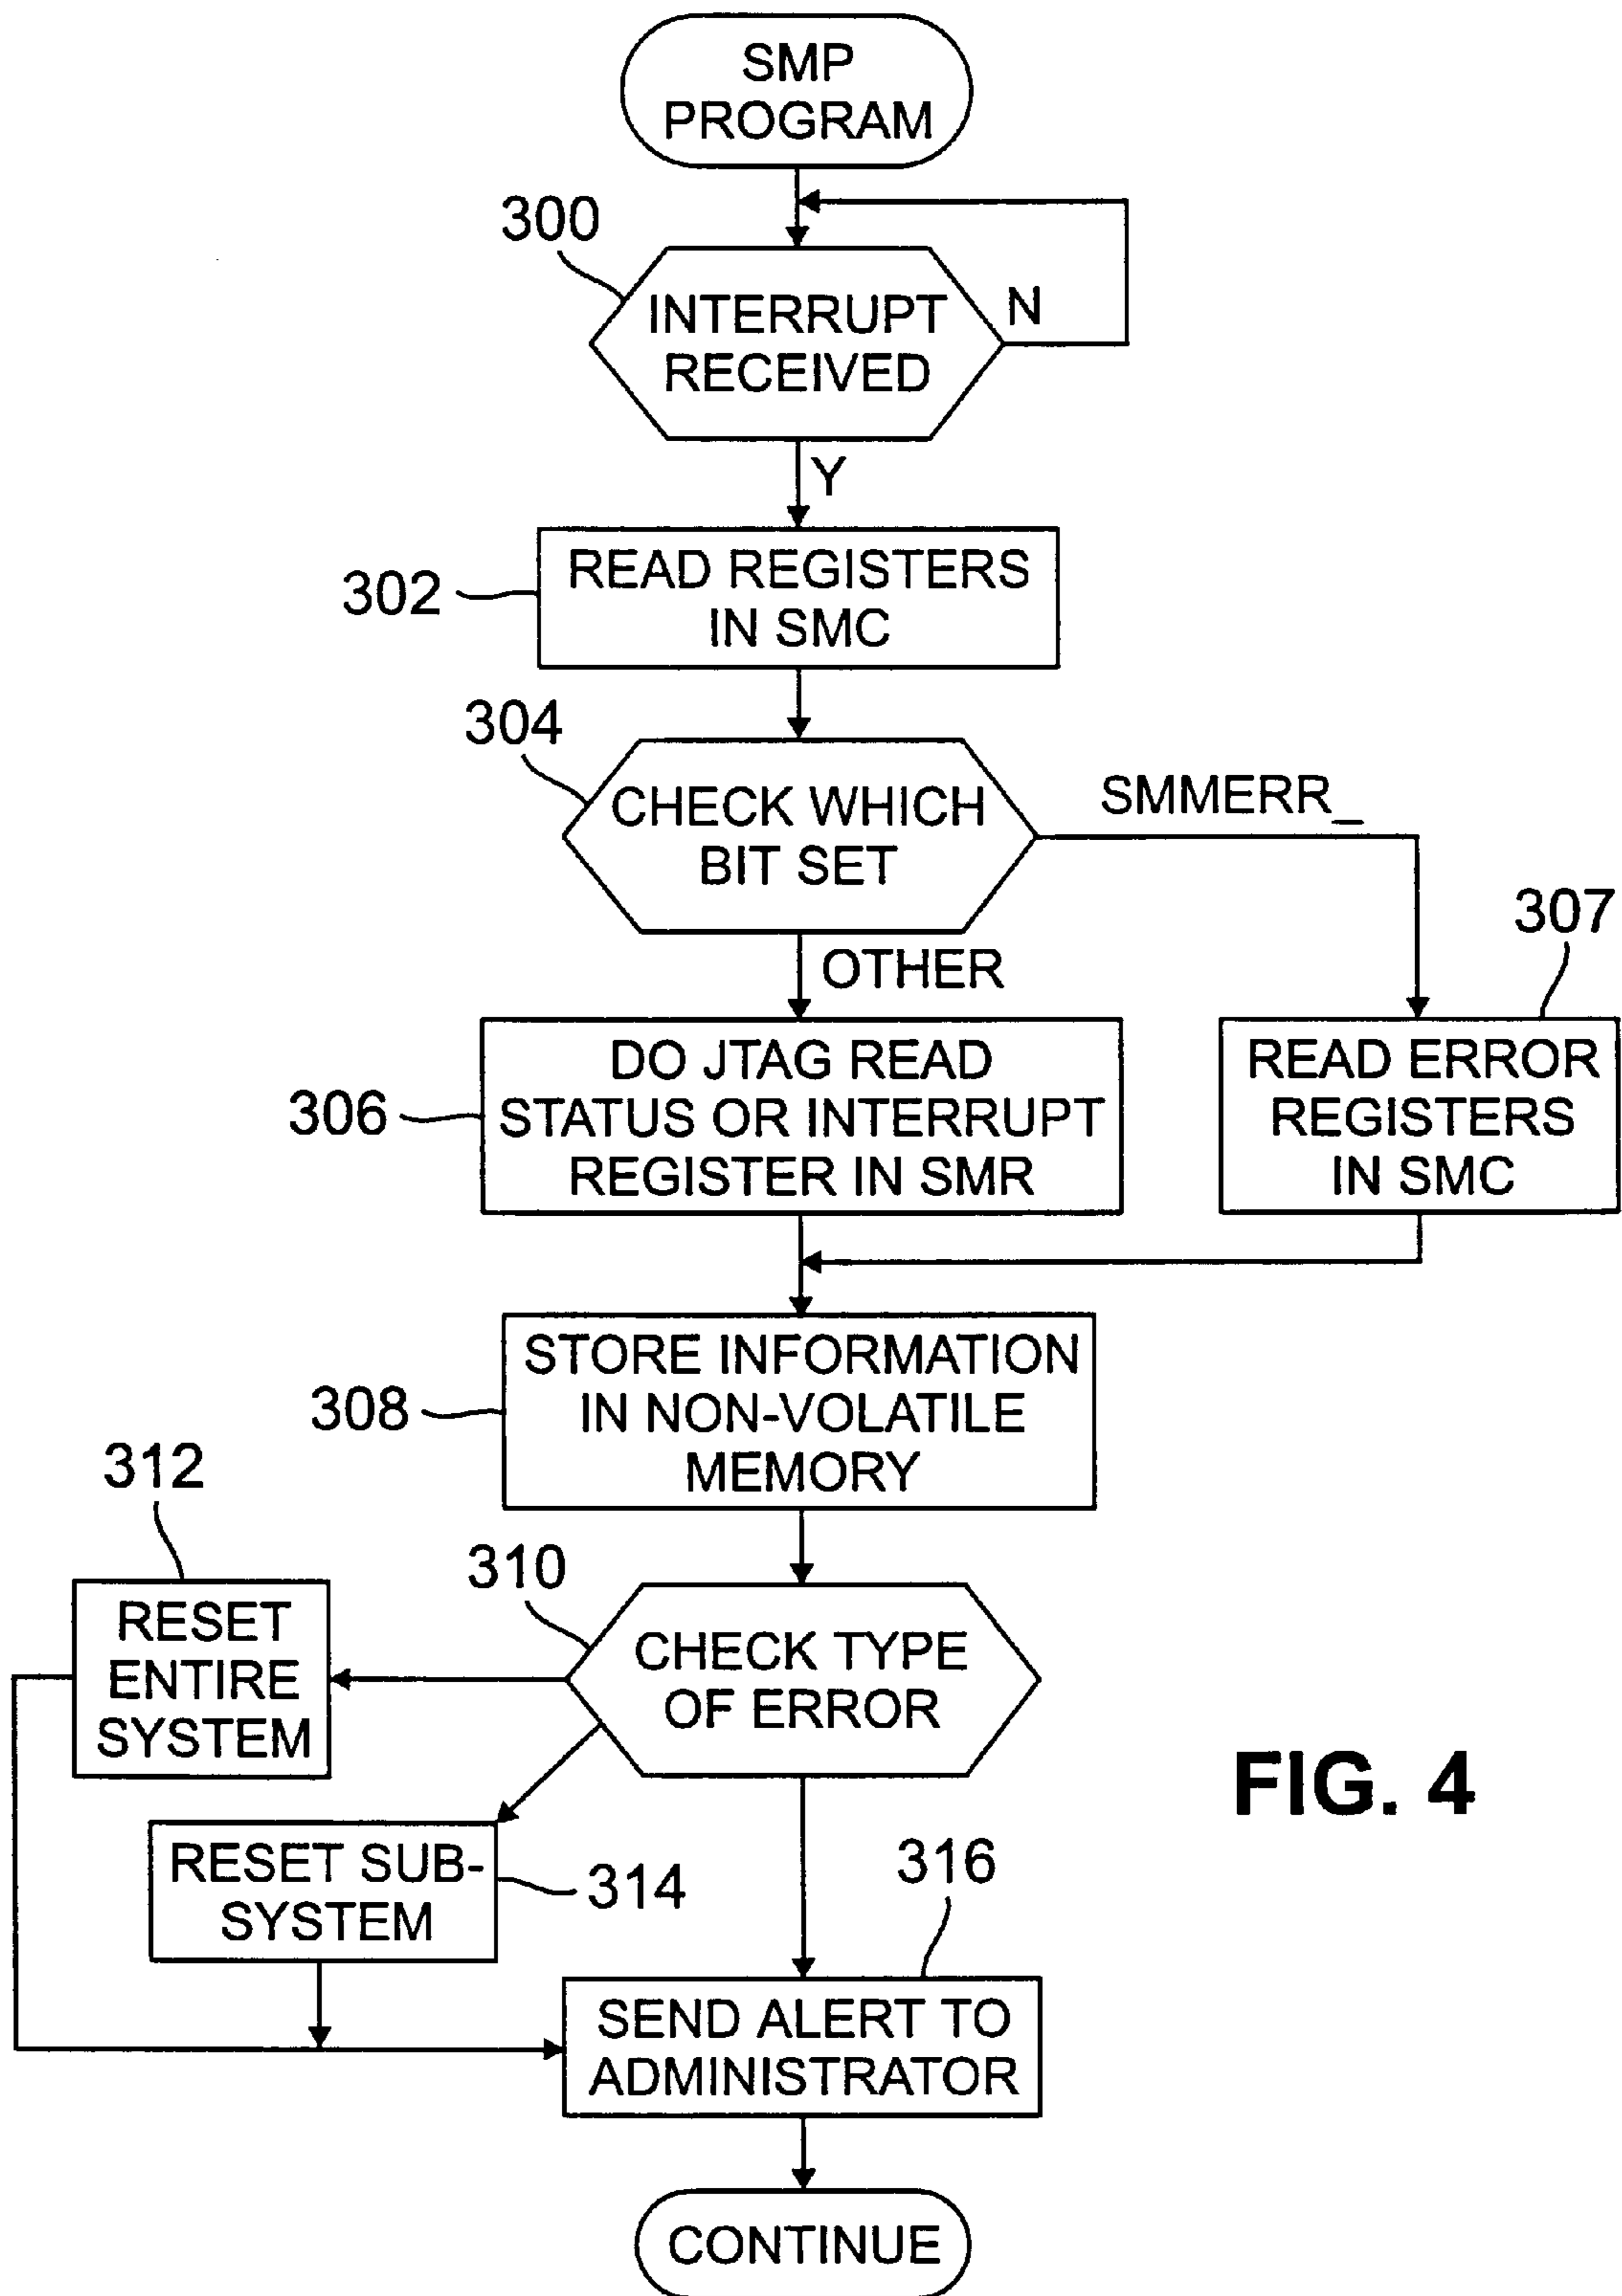 SMP
PROGRAM
300
INTERRUPT
RECEIVED
N
Y
302
READ REGISTERS
IN SMC
304
CHECK WHICH
BIT SET
SMMERR_
OTHER
307
306
DO JTAG READ
STATUS OR INTERRUPT
REGISTER IN SMR
READ ERROR
REGISTERS
IN SMC
308
STORE INFORMATION
IN NON-VOLATILE
MEMORY
312
310
RESET
ENTIRE
SYSTEM
CHECK TYPE
OF ERROR
FIG. 4
RESET SUB-
SYSTEM
314
316
SEND ALERT TO
ADMINISTRATOR
CONTINUE